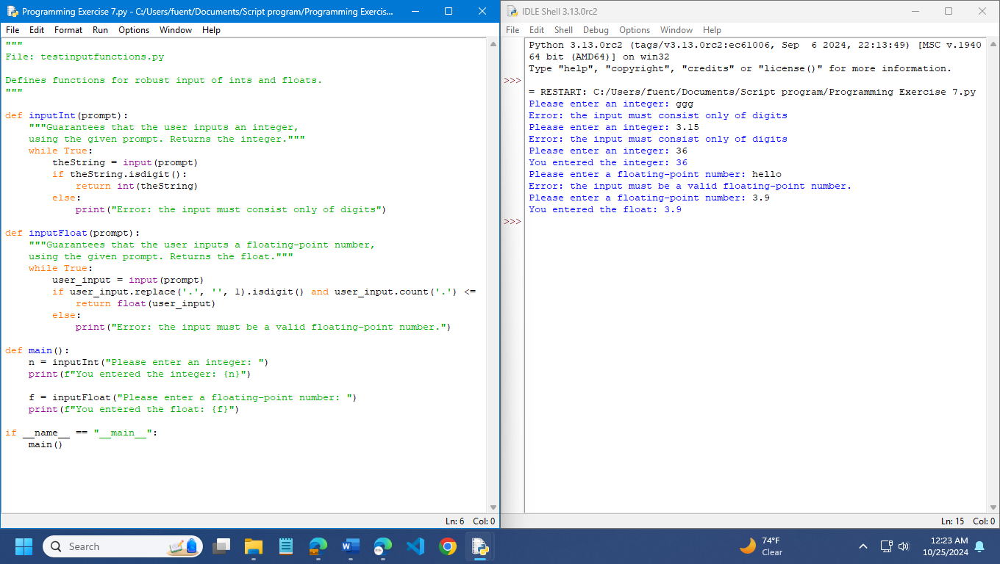 Programming Exercise 7.py - C:/Users/fuent/Documents/Script program/Programming Exercis...
File Edit Format Run Options Window Help
"""
File: testinputfunctions.py

Defines functions for robust input of ints and floats.
"""

def inputInt(prompt):
    """Guarantees that the user inputs an integer,
    using the given prompt. Returns the integer."""
    while True:
        theString = input(prompt)
        if theString.isdigit():
            return int(theString)
        else:
            print("Error: the input must consist only of digits")

def inputFloat(prompt):
    """Guarantees that the user inputs a floating-point number,
    using the given prompt. Returns the float."""
    while True:
        user_input = input(prompt)
        if user_input.replace('.', '', 1).isdigit() and user_input.count('.') <=
            return float(user_input)
        else:
            print("Error: the input must be a valid floating-point number.")

def main():
    n = inputInt("Please enter an integer: ")
    print(f"You entered the integer: {n}")

    f = inputFloat("Please enter a floating-point number: ")
    print(f"You entered the float: {f}")

if __name__ == "__main__":
    main()
Ln: 6 Col: 0
IDLE Shell 3.13.0rc2
File Edit Shell Debug Options Window Help
Python 3.13.0rc2 (tags/v3.13.0rc2:ec61006, Sep  6 2024, 22:13:49) [MSC v.1940
64 bit (AMD64)] on win32
Type "help", "copyright", "credits" or "license()" for more information.
>>>
= RESTART: C:/Users/fuent/Documents/Script program/Programming Exercise 7.py
Please enter an integer: ggg
Error: the input must consist only of digits
Please enter an integer: 3.15
Error: the input must consist only of digits
Please enter an integer: 36
You entered the integer: 36
Please enter a floating-point number: hello
Error: the input must be a valid floating-point number.
Please enter a floating-point number: 3.9
You entered the float: 3.9
>>>
Ln: 15 Col: 0
Search
74°F
Clear
12:23 AM
10/25/2024